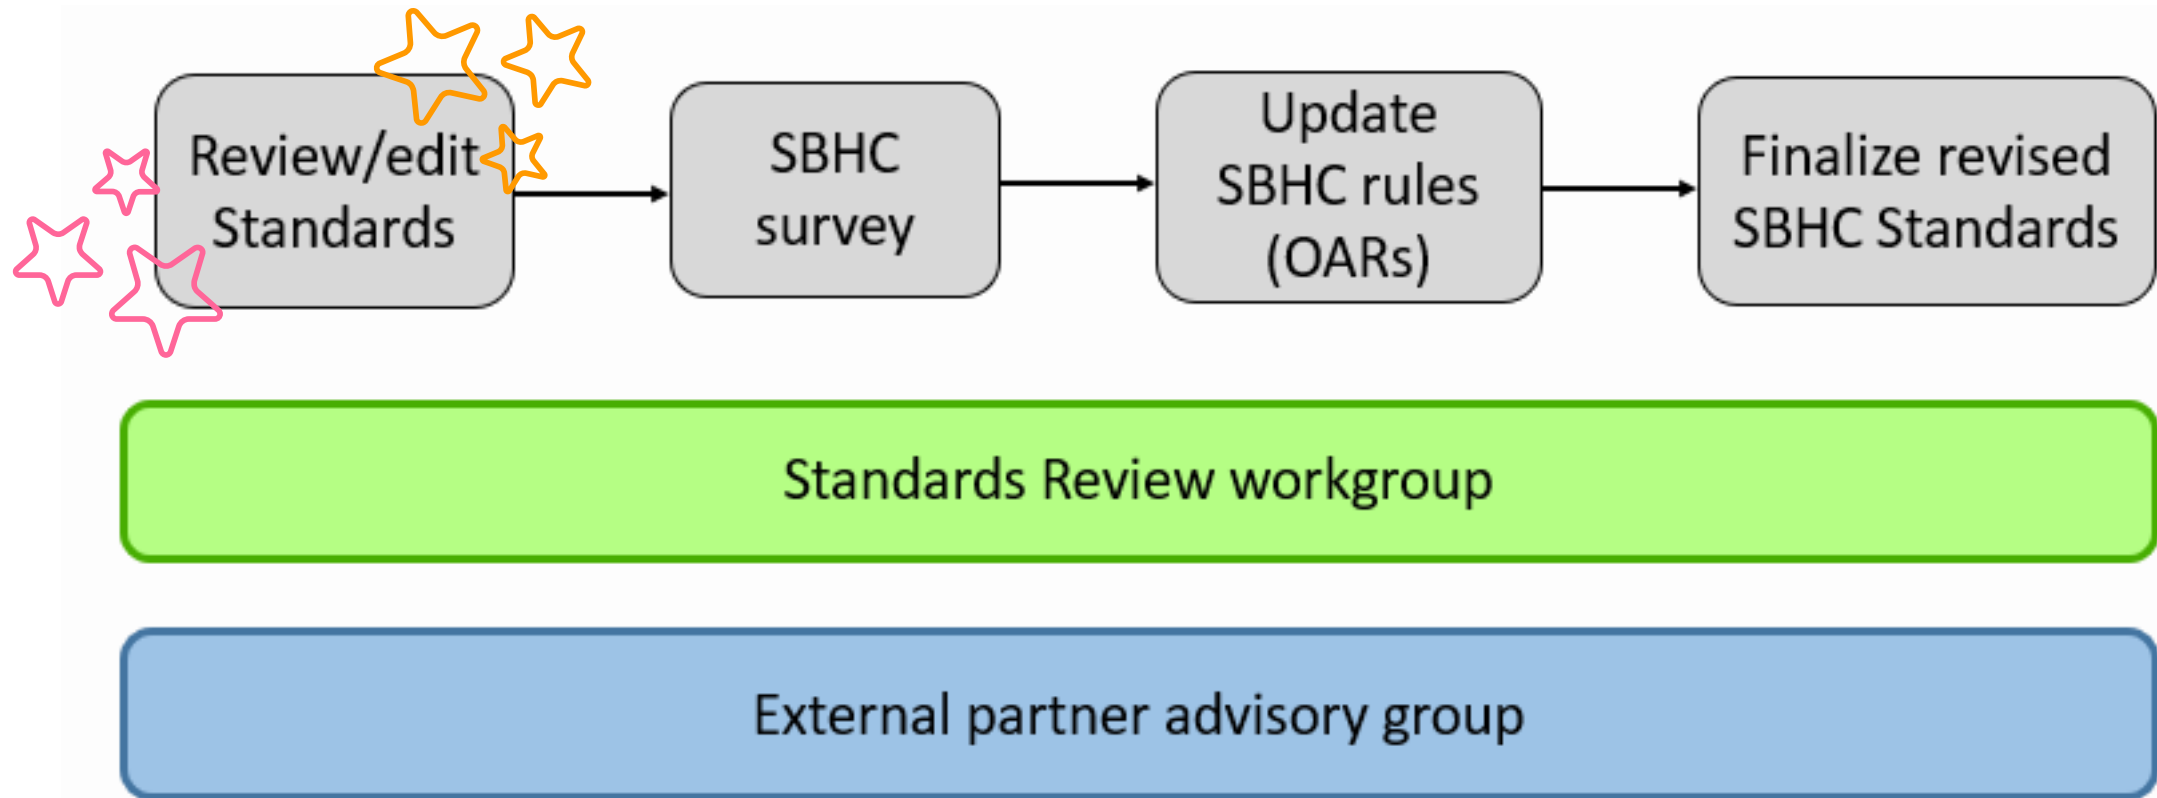 Review/edit
Standards
SBHC
survey
Update
SBHC rules
(OARs)
Finalize revised
SBHC Standards
Standards Review workgroup
External partner advisory group